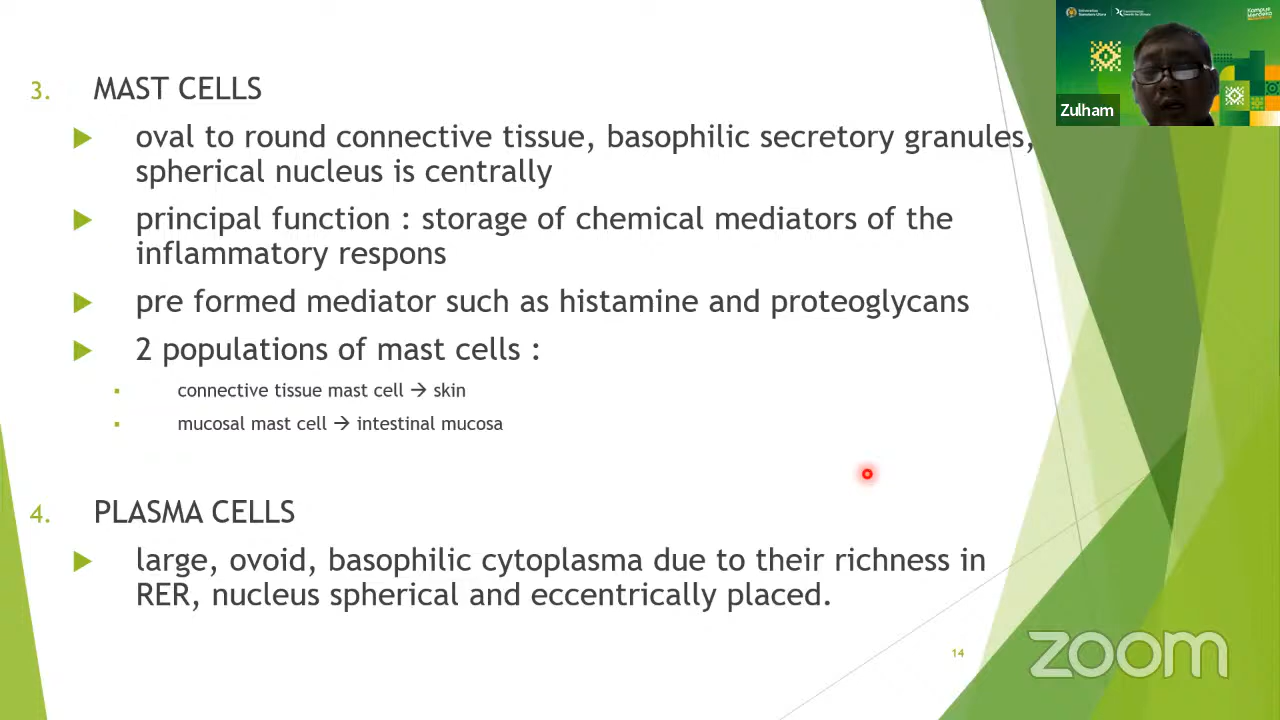 3. MAST CELLS
oval to round connective tissue, basophilic secretory granules,
spherical nucleus is centrally
principal function : storage of chemical mediators of the
inflammatory respons
pre formed mediator such as histamine and proteoglycans
2 populations of mast cells :
connective tissue mast cell → skin
mucosal mast cell → intestinal mucosa
4. PLASMA CELLS
large, ovoid, basophilic cytoplasma due to their richness in
RER, nucleus spherical and eccentrically placed.
14
Zulham
zoom